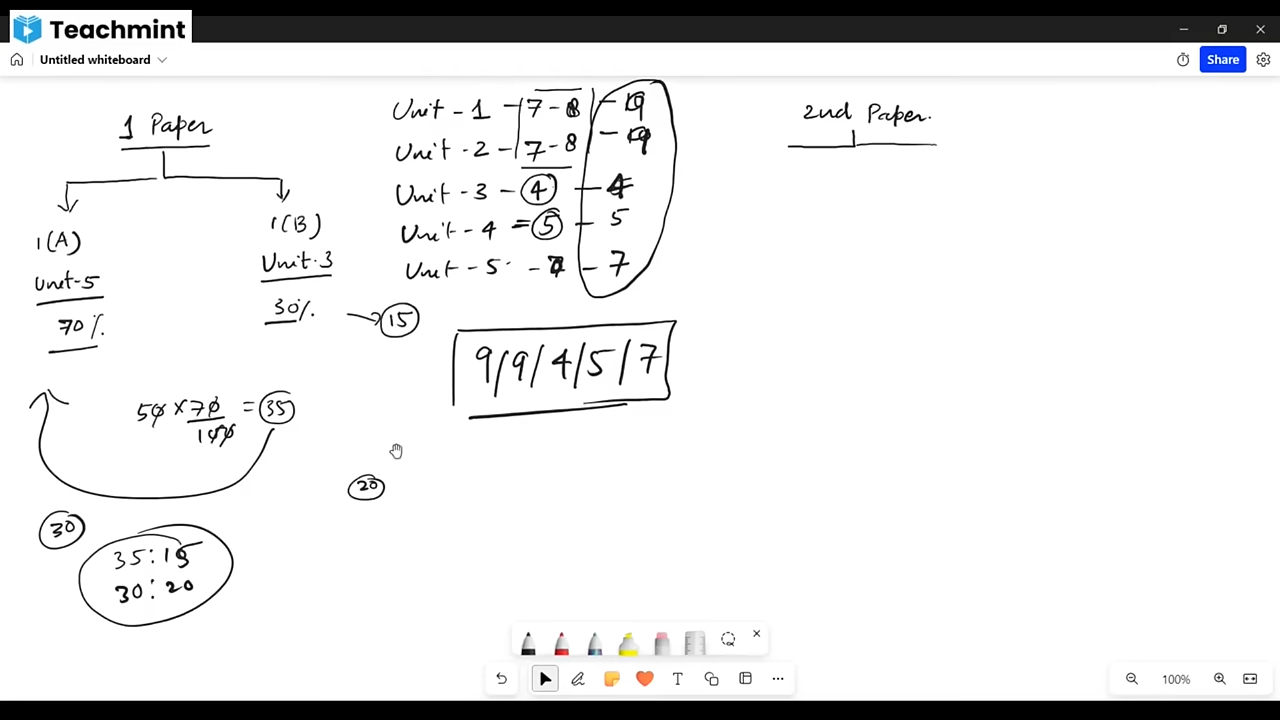 Teachmint
Untitled whiteboard
Share
1 Paper
1(A)
Unit-5
70%
1(B)
Unit-3
30%
15
50 × 70 = 35
100
30
35:15
30:20
20
Unit-1 - 7-8 - 9
Unit-2 - 7-8 - 9
Unit-3 - 4 - 4
Unit-4 = 5 - 5
Unit-5 - 7 - 7
9/9/4/5/7
2nd Paper.
100%